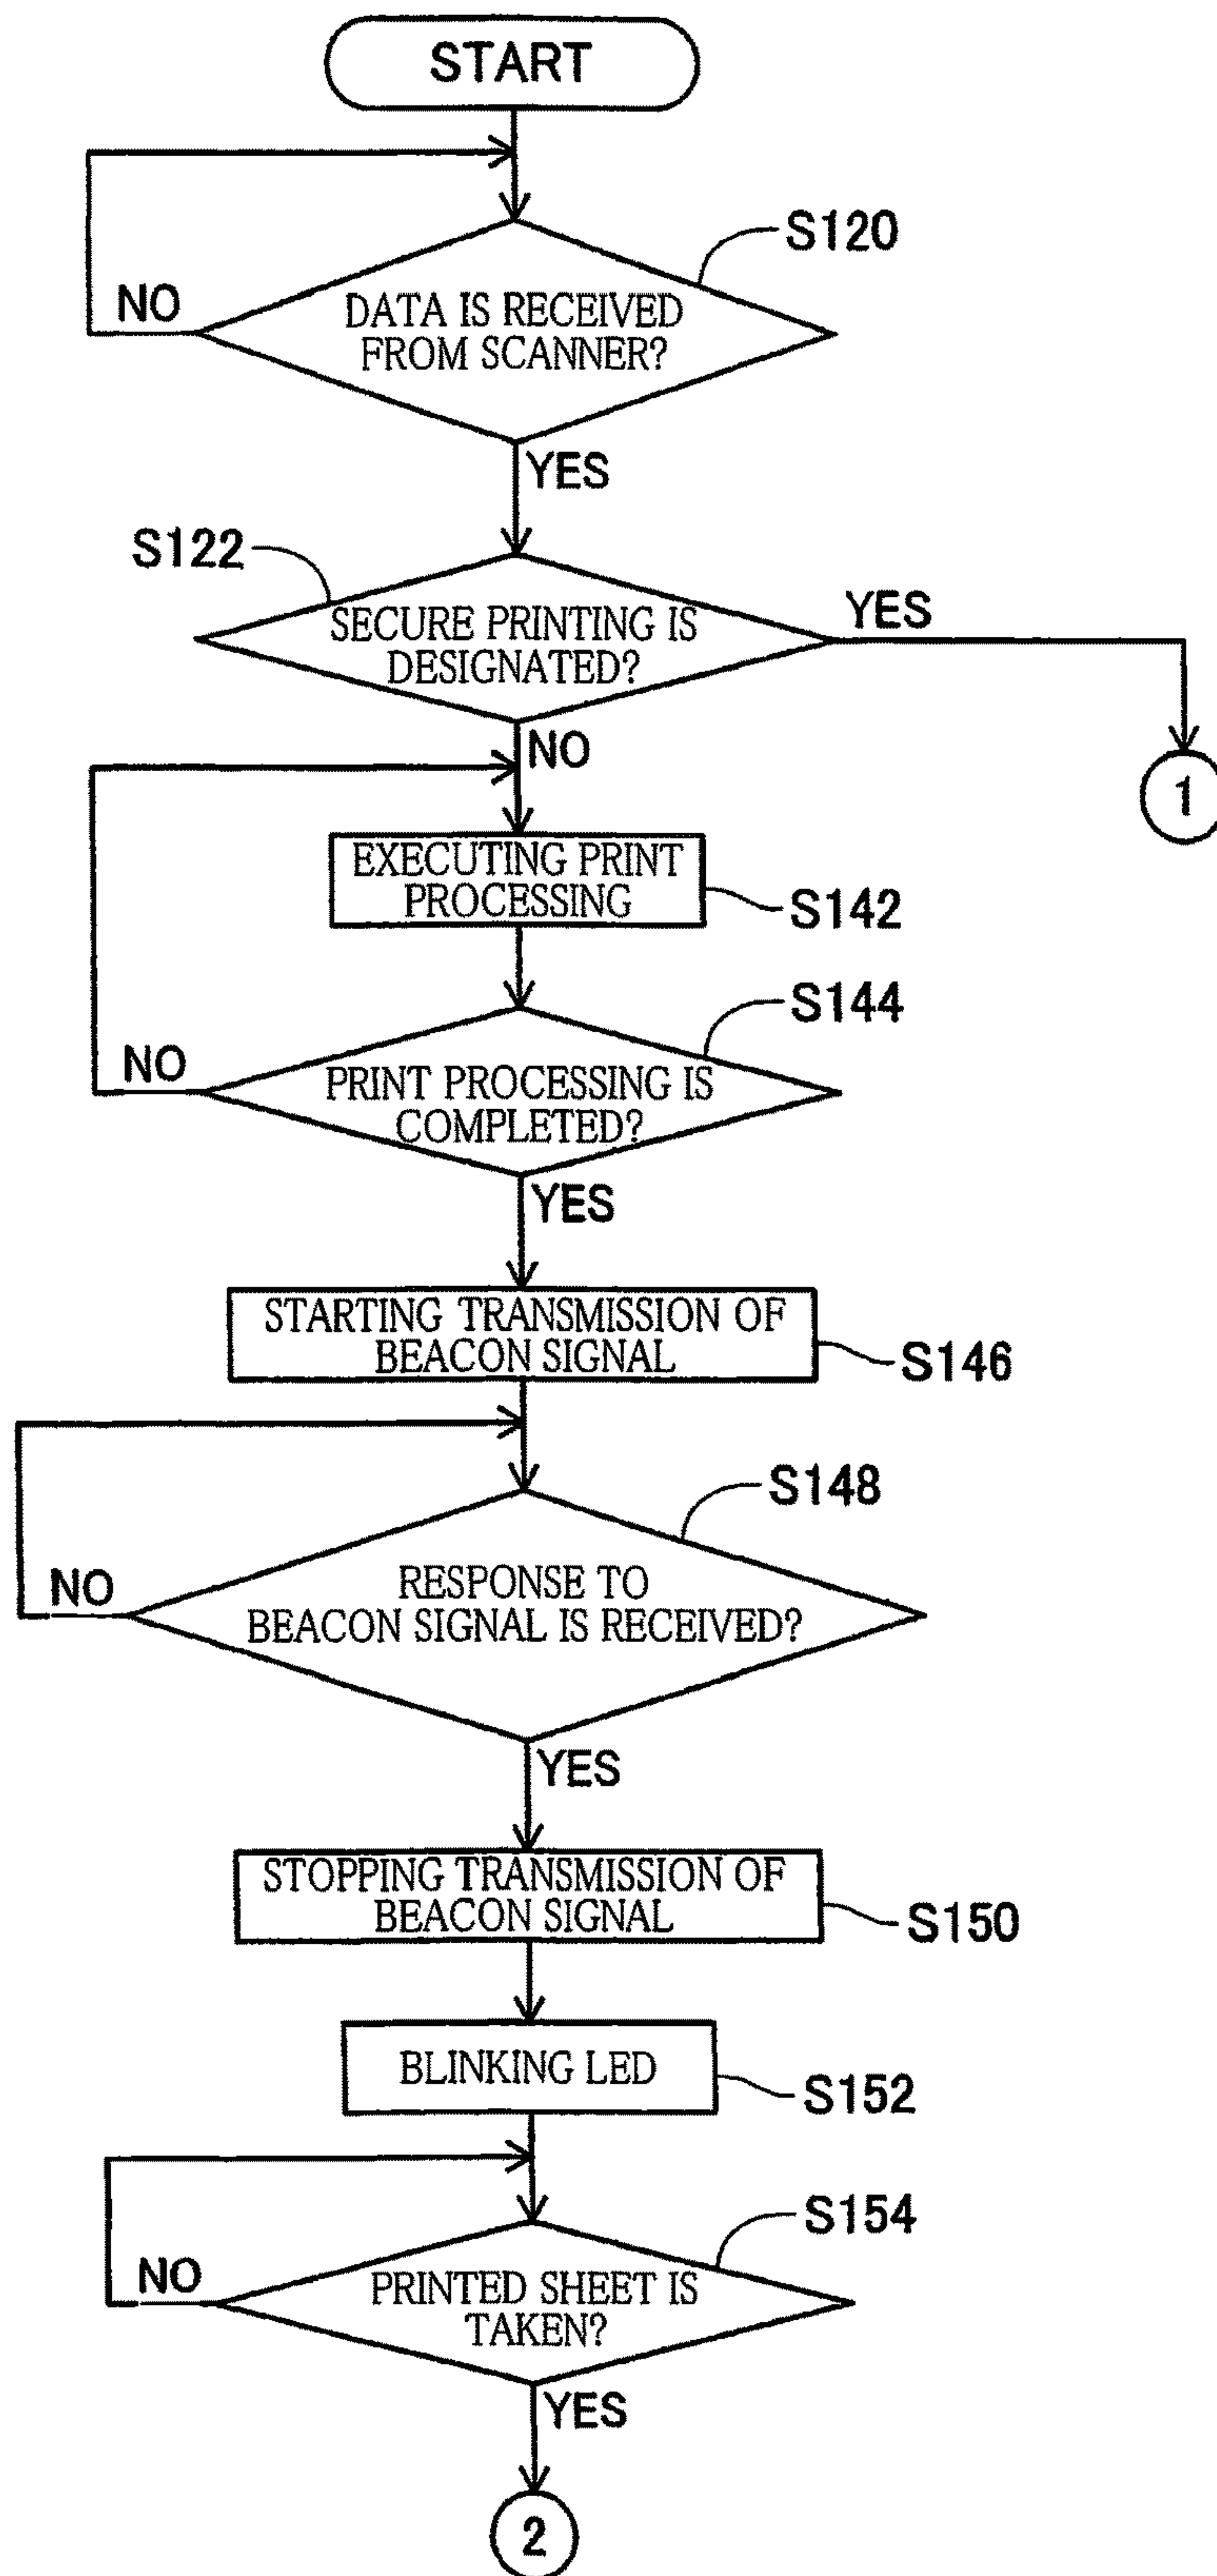 START
S120
NO
DATA IS RECEIVED
FROM SCANNER?
YES
S122
YES
SECURE PRINTING IS
DESIGNATED?
NO
1
EXECUTING PRINT
PROCESSING
S142
S144
NO
PRINT PROCESSING IS
COMPLETED?
YES
STARTING TRANSMISSION OF
BEACON SIGNAL
S146
S148
NO
RESPONSE TO
BEACON SIGNAL IS RECEIVED?
YES
STOPPING TRANSMISSION OF
BEACON SIGNAL
S150
BLINKING LED
S152
S154
NO
PRINTED SHEET IS
TAKEN?
YES
2